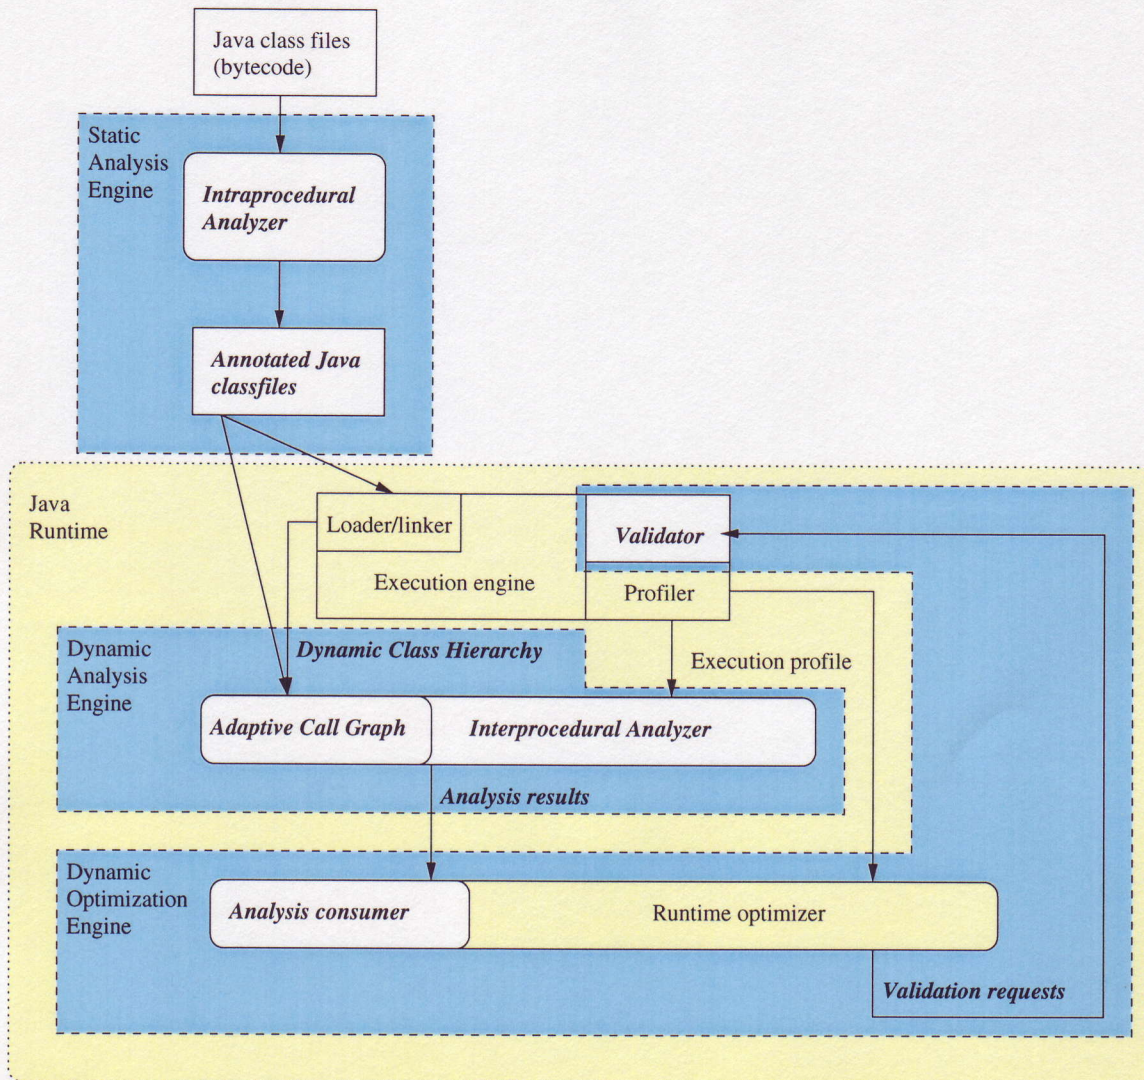 Java class files
(bytecode)
Static
Analysis
Engine
Intraprocedural
Analyzer
Annotated Java
classfiles
Java
Runtime
Loader/linker
Validator
Execution engine
Profiler
Dynamic
Analysis
Engine
Dynamic Class Hierarchy
Execution profile
Adaptive Call Graph
Interprocedural Analyzer
Analysis results
Dynamic
Optimization
Engine
Analysis consumer
Runtime optimizer
Validation requests